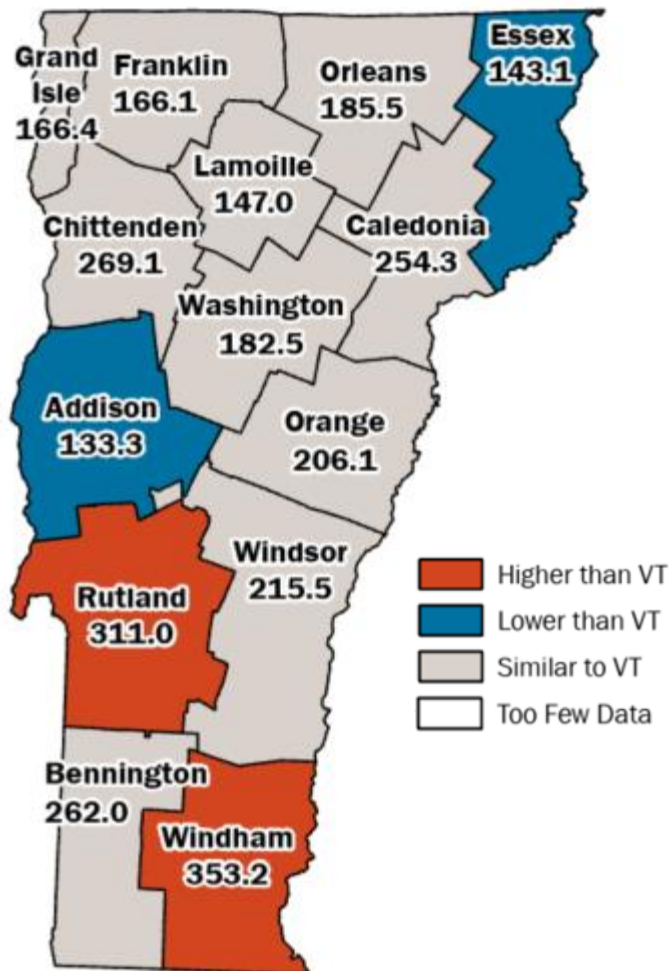 Essex
143.1
Grand
Isle
166.4
Franklin
166.1
Orleans
185.5
Lamoille
147.0
Chittenden
269.1
Caledonia
254.3
Washington
182.5
Addison
133.3
Orange
206.1
Windsor
215.5
Rutland
311.0
Bennington
262.0
Windham
353.2
Higher than VT
Lower than VT
Similar to VT
Too Few Data